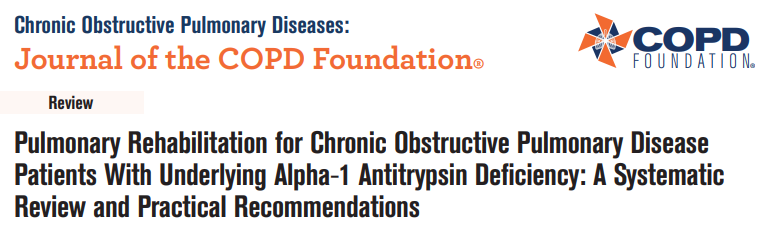 Chronic Obstructive Pulmonary Diseases:
Journal of the COPD Foundation®
COPD
FOUNDATION®
Review
Pulmonary Rehabilitation for Chronic Obstructive Pulmonary Disease
Patients With Underlying Alpha-1 Antitrypsin Deficiency: A Systematic
Review and Practical Recommendations